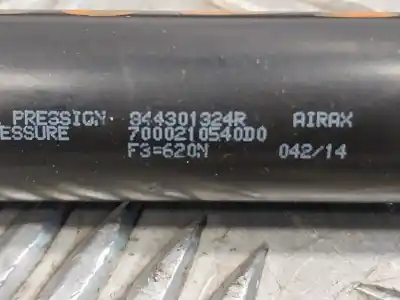 PRESSION 844301324R AIRAX
ESSURE 7000210540D0
F3=620N 042/14